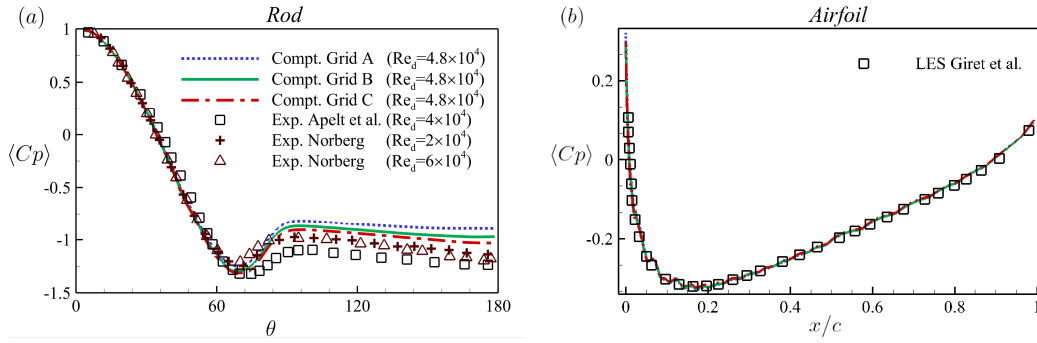 (a) Rod
1
0.5
0
-0.5
-1
-1.5
⟨Cp⟩
0 60 120 180
θ
Compt. Grid A (Re_d=4.8×10^4)
Compt. Grid B (Re_d=4.8×10^4)
Compt. Grid C (Re_d=4.8×10^4)
Exp. Apelt et al. (Re_d=4×10^4)
Exp. Norberg (Re_d=2×10^4)
Exp. Norberg (Re_d=6×10^4)
(b) Airfoil
0.2
0
-0.2
⟨Cp⟩
0 0.2 0.4 0.6 0.8 1
x/c
LES Giret et al.